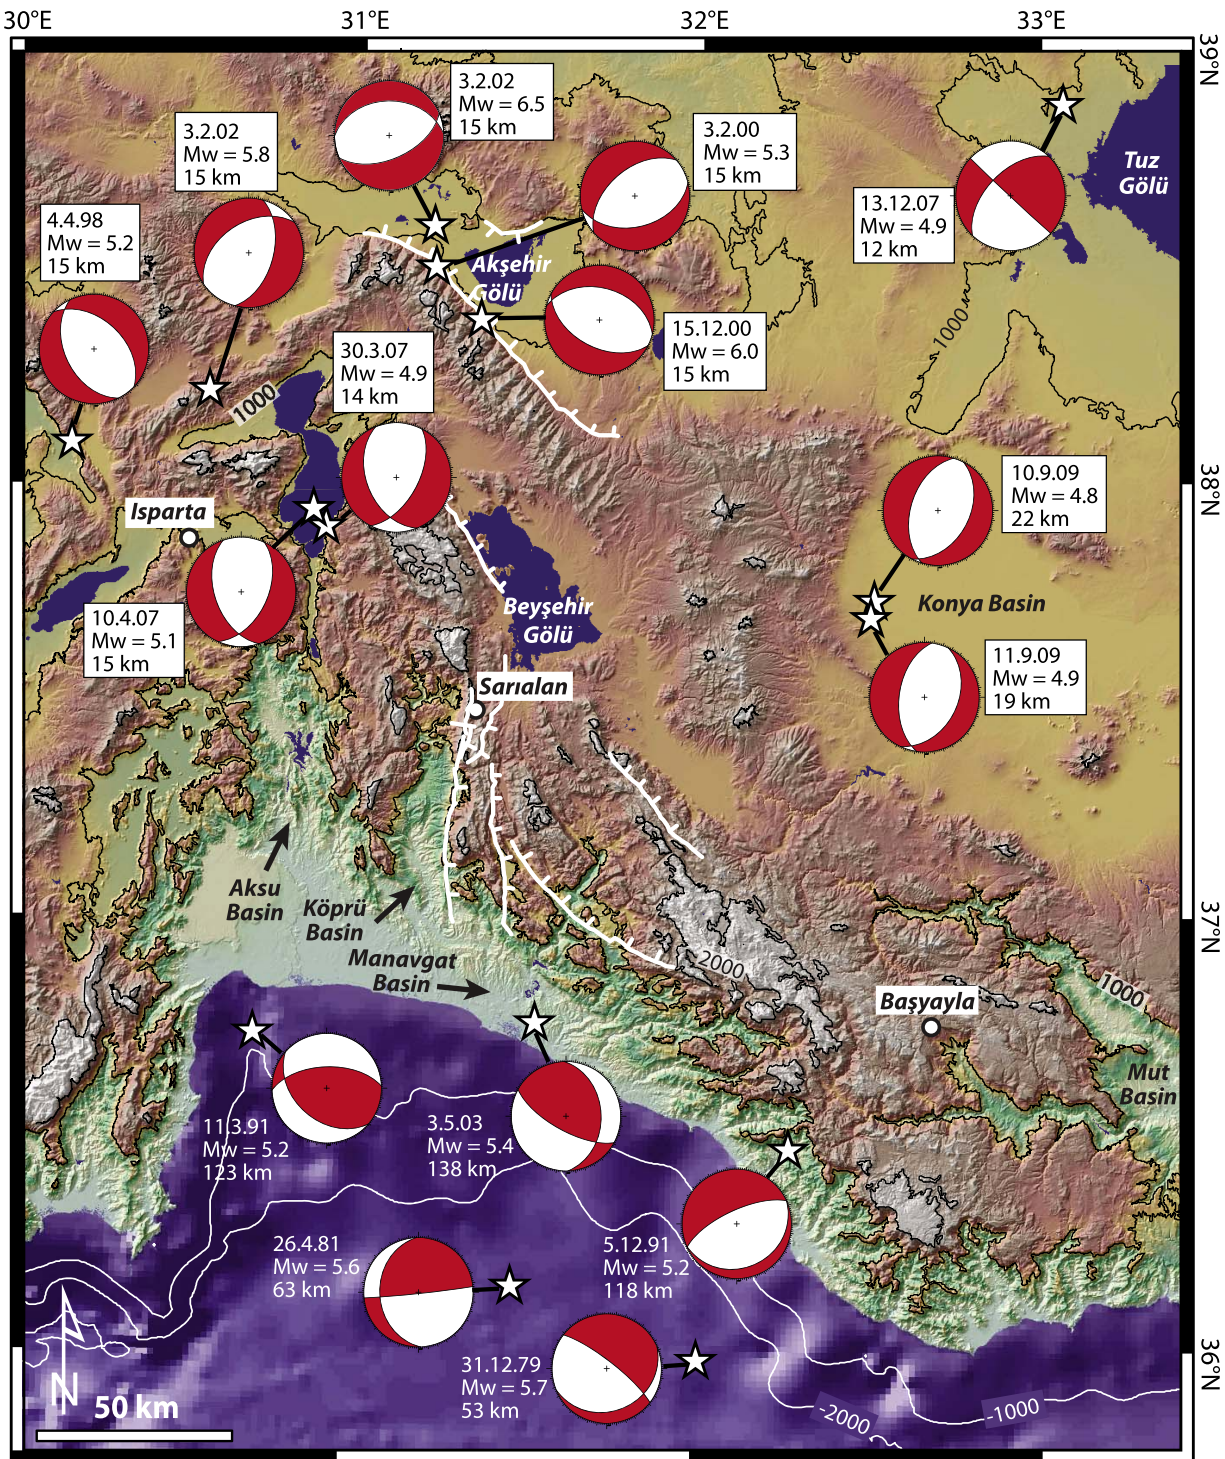 30°E
31°E
32°E
33°E
39°N
3.2.02
Mw = 6.5
15 km
3.2.02
Mw = 5.8
15 km
3.2.00
Mw = 5.3
15 km
Tuz
Gölü
13.12.07
Mw = 4.9
12 km
4.4.98
Mw = 5.2
15 km
Akşehir
Gölü
1000
15.12.00
Mw = 6.0
15 km
30.3.07
Mw = 4.9
14 km
1000
10.9.09
Mw = 4.8
22 km
38°N
Isparta
Konya Basin
Beyşehir
Gölü
10.4.07
Mw = 5.1
15 km
11.9.09
Mw = 4.9
19 km
Sarıalan
Aksu
Basin
Köprü
Basin
37°N
Manavgat
Basin
2000
1000
Başyayla
Mut
Basin
11.3.91
Mw = 5.2
123 km
3.5.03
Mw = 5.4
138 km
26.4.81
Mw = 5.6
63 km
5.12.91
Mw = 5.2
118 km
36°N
31.12.79
Mw = 5.7
53 km
N
50 km
-2000
-1000